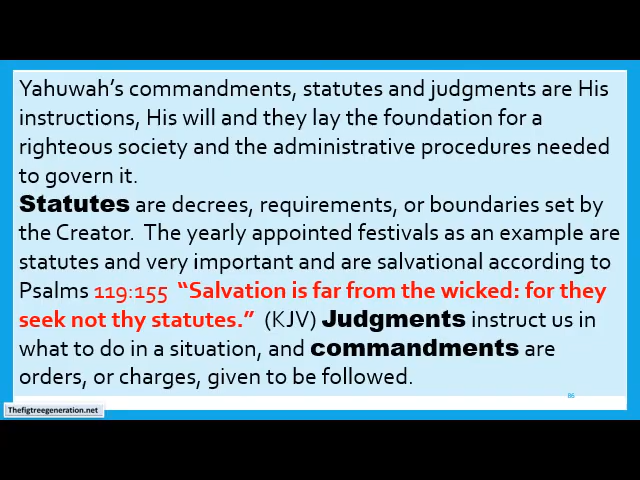 Yahuwah's commandments, statutes and judgments are His
instructions, His will and they lay the foundation for a
righteous society and the administrative procedures needed
to govern it.
Statutes are decrees, requirements, or boundaries set by
the Creator.  The yearly appointed festivals as an example are
statutes and very important and are salvational according to
Psalms 119:155  “Salvation is far from the wicked: for they
seek not thy statutes.”  (KJV) Judgments instruct us in
what to do in a situation, and commandments are
orders, or charges, given to be followed.
86
Thefigtreegeneration.net